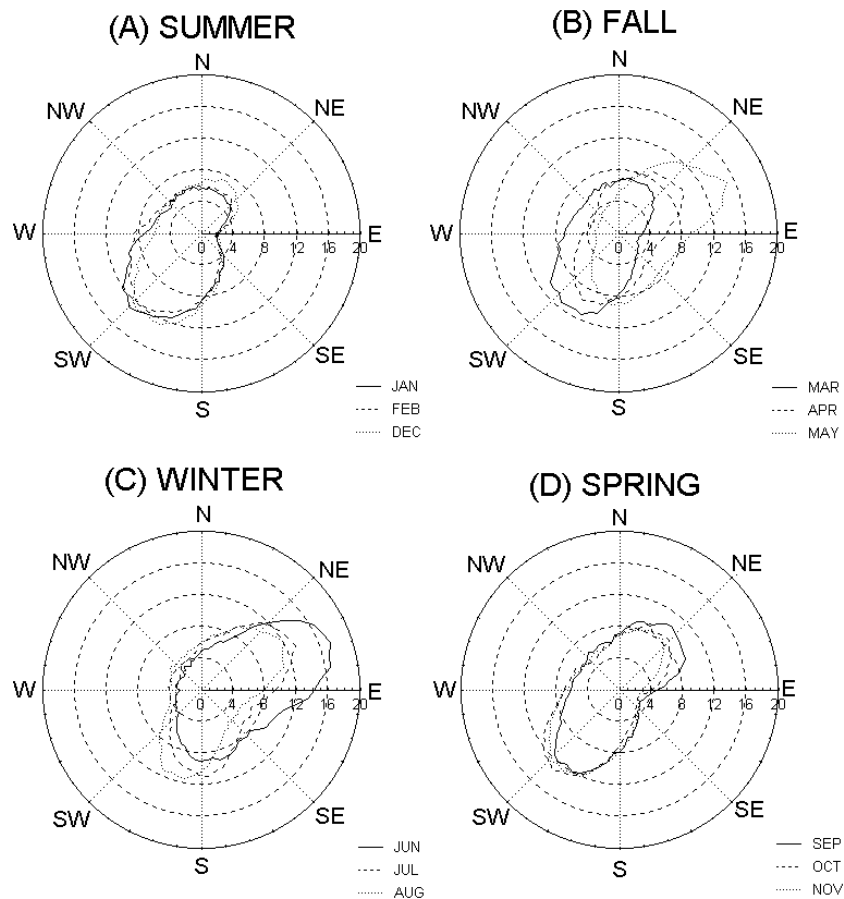 (A) SUMMER
(B) FALL
N
N
NW
NE
NW
NE
W
E
W
E
0 4 8 12 16 20
0 4 8 12 16 20
SW
SE
SW
SE
S
S
JAN
FEB
DEC
MAR
APR
MAY
(C) WINTER
(D) SPRING
N
N
NW
NE
NW
NE
W
E
W
E
0 4 8 12 16 20
0 4 8 12 16 20
SW
SE
SW
SE
S
S
JUN
JUL
AUG
SEP
OCT
NOV